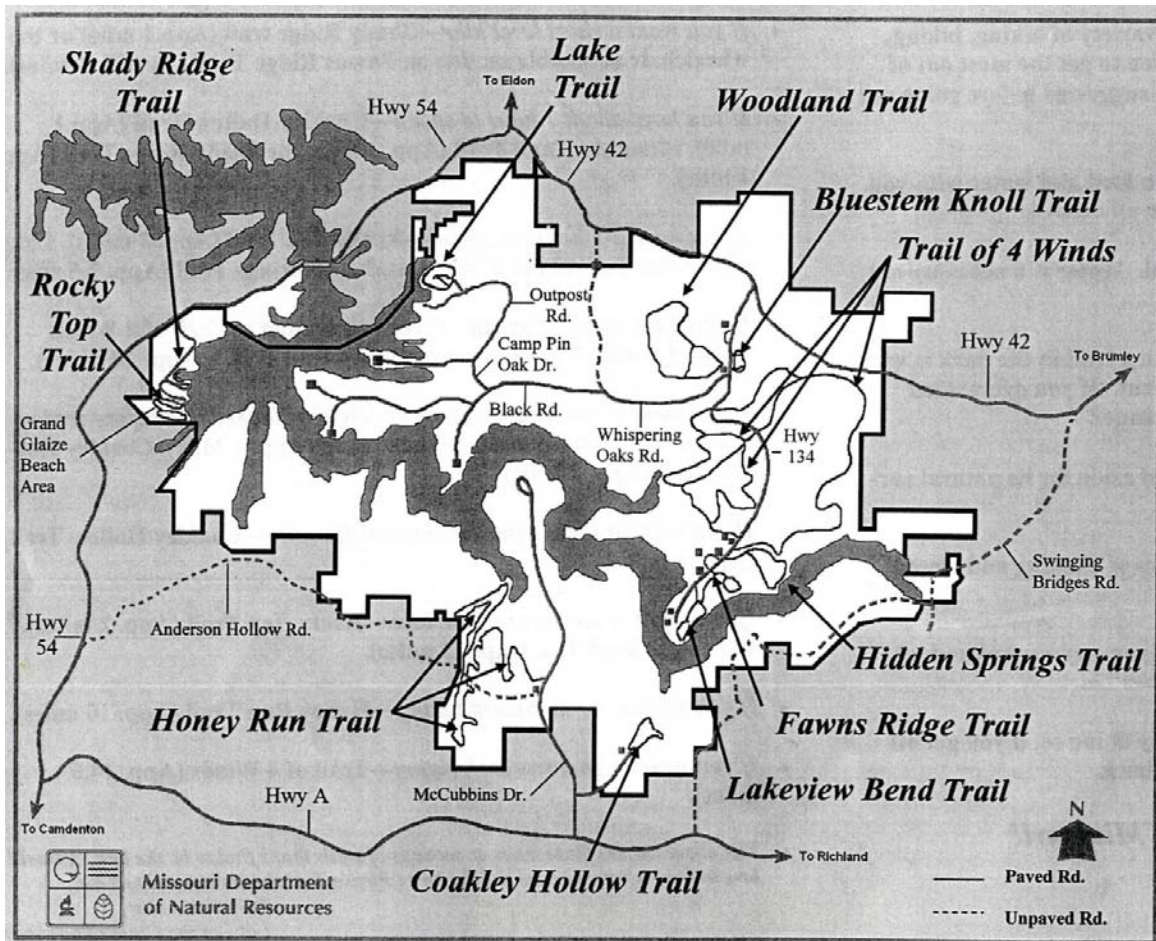 Shady Ridge
Trail
Lake
Trail
To Eldon
Hwy 54
Hwy 42
Woodland Trail
Bluestem Knoll Trail
Trail of 4 Winds
Rocky
Top
Trail
Outpost
Rd.
Camp Pin
Oak Dr.
Black Rd.
Whispering
Oaks Rd.
Hwy
134
Hwy 42
To Brumley
Grand
Glaize
Beach
Area
Swinging
Bridges Rd.
Hwy
54
Anderson Hollow Rd.
Hidden Springs Trail
Honey Run Trail
Fawns Ridge Trail
Lakeview Bend Trail
McCubbins Dr.
Hwy A
To Camdenton
To Richland
Coakley Hollow Trail
N
Paved Rd.
Unpaved Rd.
Missouri Department
of Natural Resources